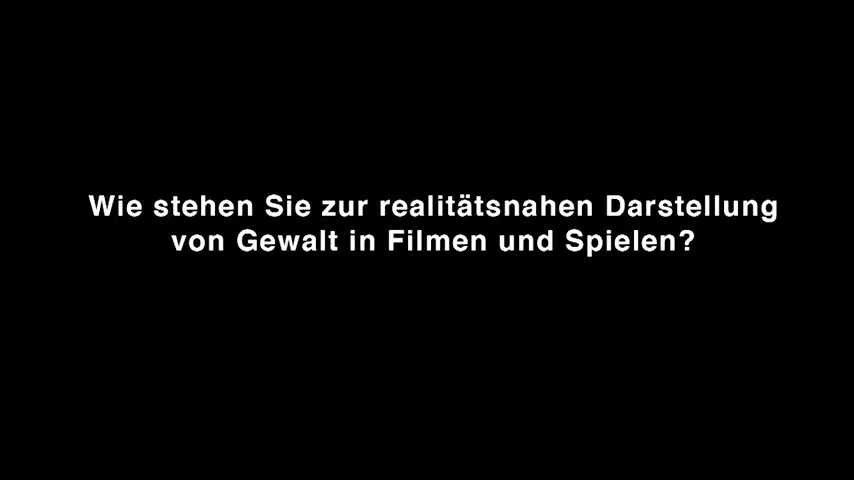 Wie stehen Sie zur realitätsnahen Darstellung
von Gewalt in Filmen und Spielen?